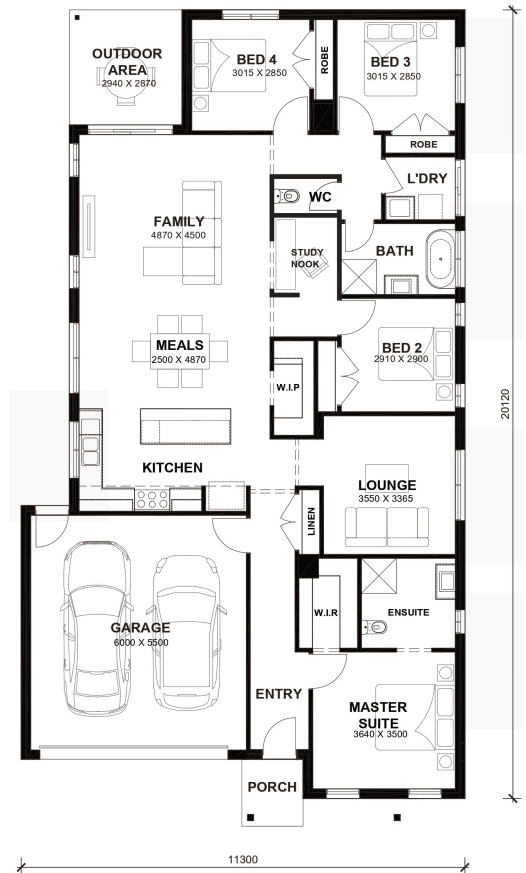 OUTDOOR
AREA
2940 X 2870
BED 4
3015 X 2850
ROBE
BED 3
3015 X 2850
ROBE
L'DRY
WC
FAMILY
4870 X 4500
STUDY
NOOK
BATH
MEALS
2500 X 4870
BED 2
2910 X 2900
W.I.P
20120
KITCHEN
LOUNGE
3550 X 3365
LINEN
GARAGE
6000 X 5500
W.I.R
ENSUITE
ENTRY
MASTER
SUITE
3640 X 3500
PORCH
11300